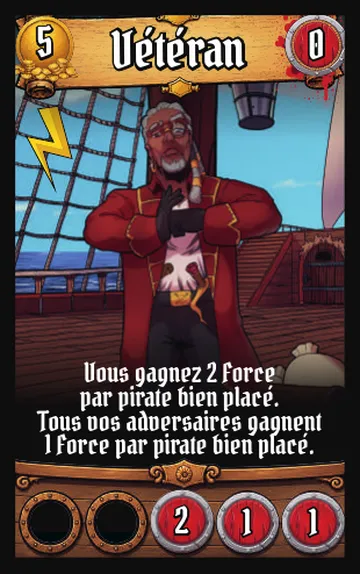 5 Vétéran 0
Vous gagnez 2 Force
par pirate bien placé.
Tous vos adversaires gagnent
1 Force par pirate bien placé.
2 1 1